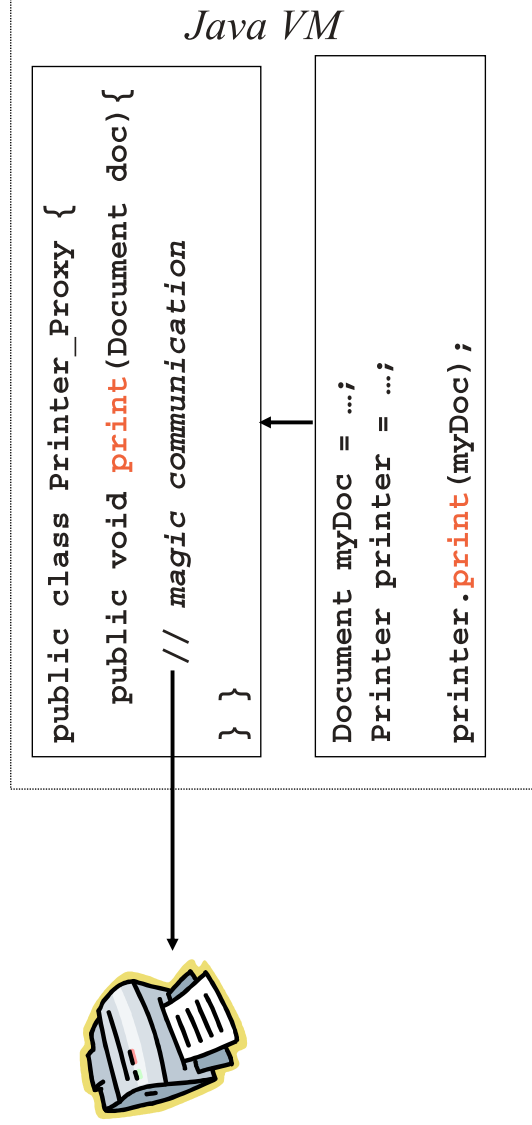 Java VM
public class Printer_Proxy {
public void print(Document doc){
// magic communication
} }
Document myDoc = …;
Printer printer = …;
printer.print(myDoc);